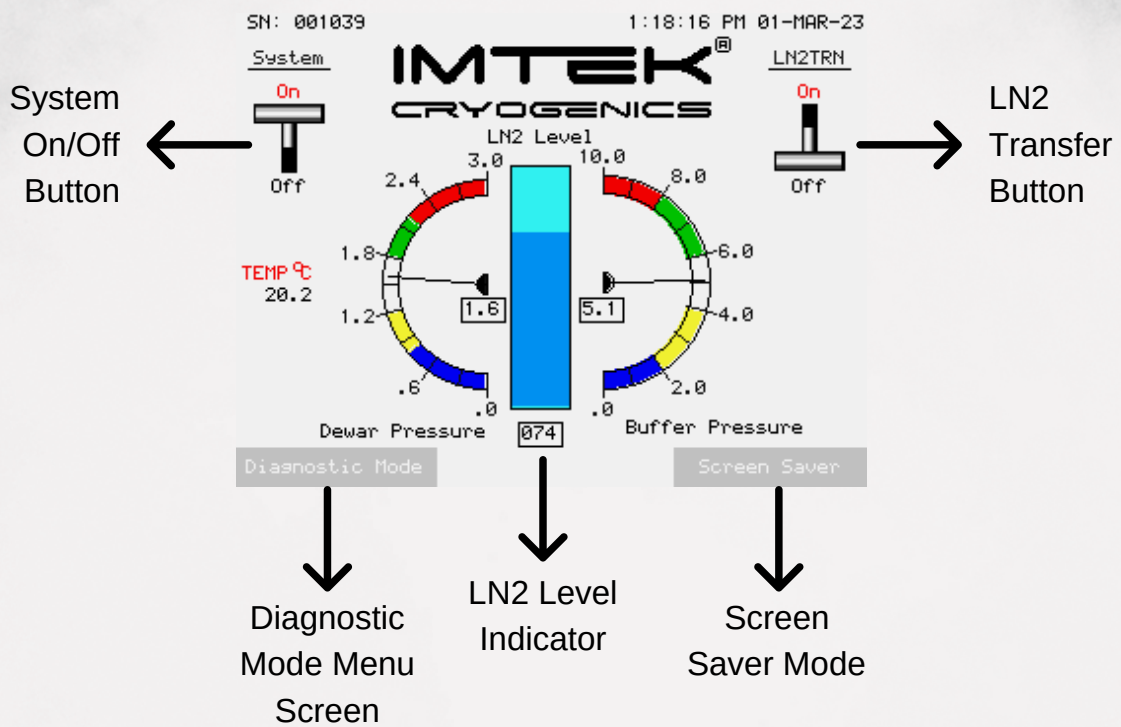 SN: 001039
1:18:16 PM 01-MAR-23
System
On
Off
IMTEK®
CRYOGENICS
LN2TRN
On
Off
System
On/Off
Button
LN2
Transfer
Button
LN2 Level
3.0
2.4
1.8
1.2
.6
.0
1.6
10.0
8.0
6.0
4.0
2.0
.0
5.1
TEMP ºC
20.2
Dewar Pressure
074
Buffer Pressure
Diagnostic Mode
Screen Saver
Diagnostic
Mode Menu
Screen
LN2 Level
Indicator
Screen
Saver Mode